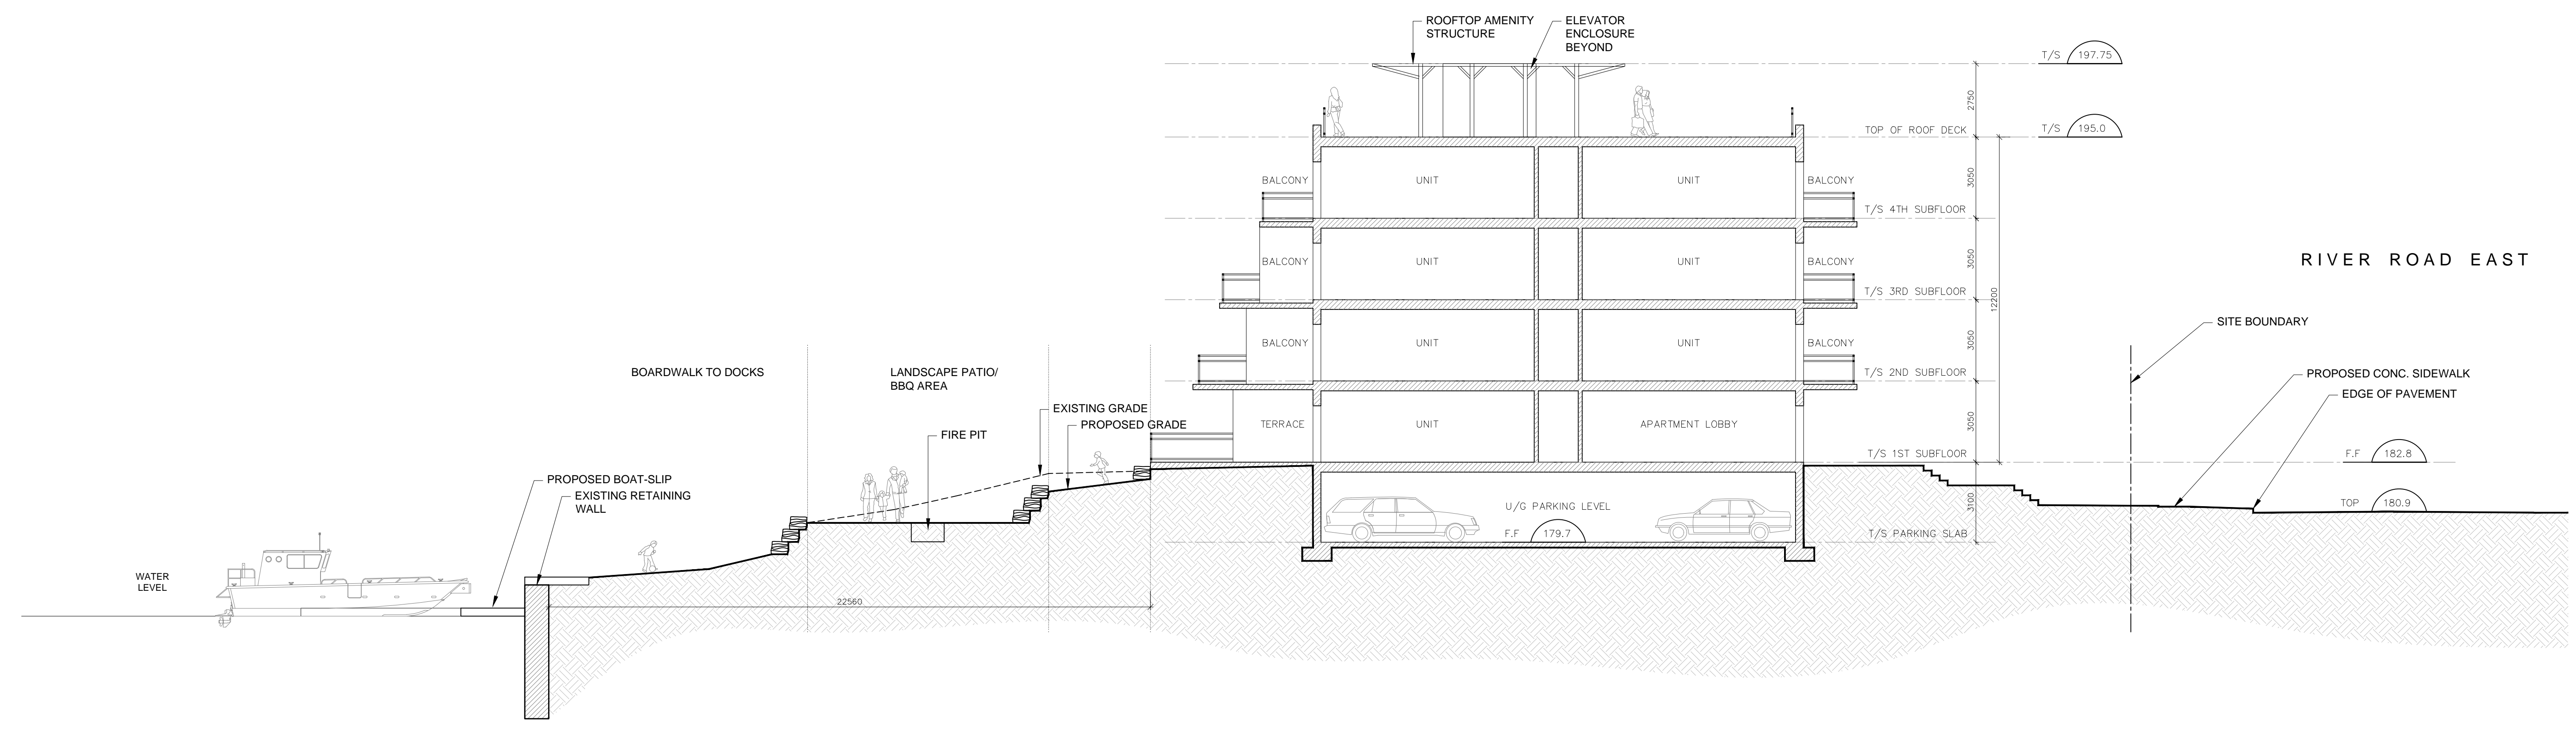 ROOFTOP AMENITY
STRUCTURE
ELEVATOR
ENCLOSURE
BEYOND
T/S 197.75
2750
TOP OF ROOF DECK
T/S 195.0
BALCONY UNIT UNIT BALCONY
3050
T/S 4TH SUBFLOOR
BALCONY UNIT UNIT BALCONY
3050
RIVER ROAD EAST
T/S 3RD SUBFLOOR
12200
SITE BOUNDARY
BALCONY UNIT UNIT BALCONY
3050
BOARDWALK TO DOCKS
LANDSCAPE PATIO/
BBQ AREA
T/S 2ND SUBFLOOR
PROPOSED CONC. SIDEWALK
EDGE OF PAVEMENT
EXISTING GRADE
PROPOSED GRADE
TERRACE UNIT APARTMENT LOBBY
3050
FIRE PIT
T/S 1ST SUBFLOOR
F.F 182.8
PROPOSED BOAT-SLIP
EXISTING RETAINING
WALL
U/G PARKING LEVEL
3100
TOP 180.9
F.F 179.7
T/S PARKING SLAB
WATER
LEVEL
22560